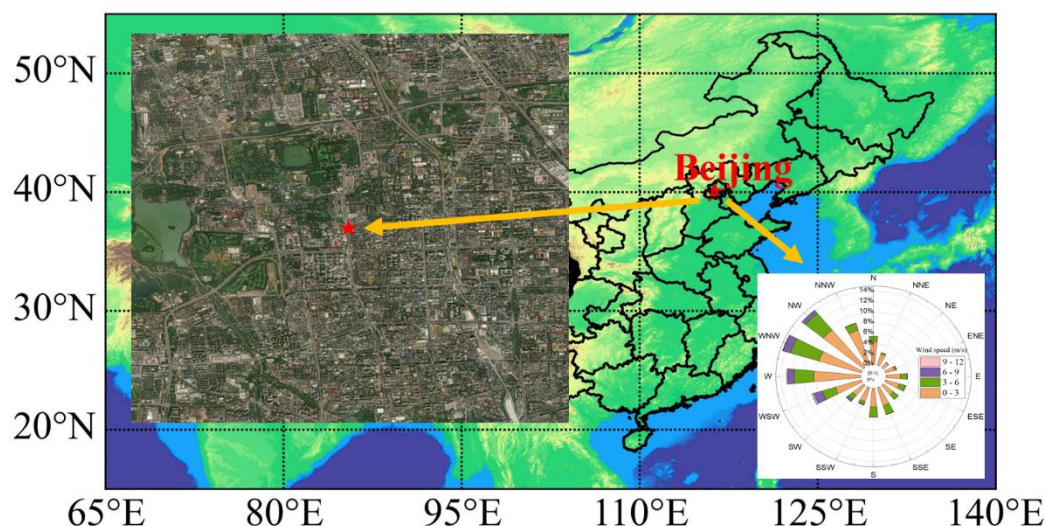 50°N
40°N
30°N
20°N
65°E 80°E 95°E 110°E 125°E 140°E
Beijing
N
NNE
NE
ENE
E
ESE
SE
SSE
S
SSW
SW
WSW
W
WNW
NW
NNW
14%
12%
10%
8%
6%
4%
2%
0%
Wind speed (m/s)
9 - 12
6 - 9
3 - 6
0 - 3